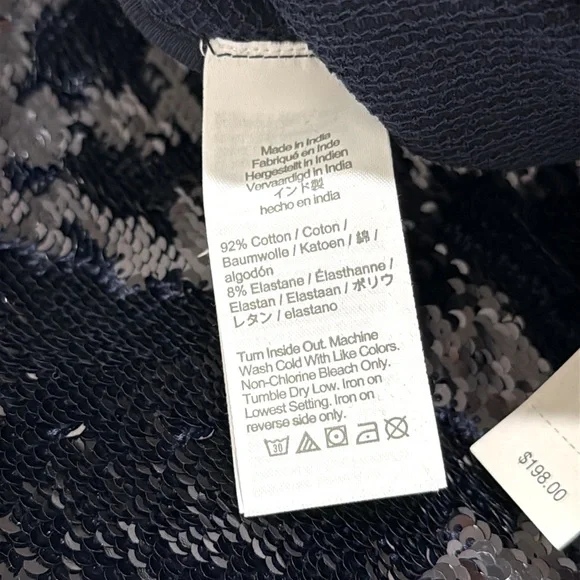 Made in India
Fabriqué en Inde
Hergestellt in Indien
Vervaardigd in India
インド製
hecho en india
92% Cotton / Coton /
Baumwolle / Katoen / 綿 /
algodón
8% Elastane / Élasthanne /
Elastan / Elastaan / ポリウ
レタン / elastano
Turn Inside Out. Machine
Wash Cold With Like Colors.
Non-Chlorine Bleach Only.
Tumble Dry Low. Iron on
Lowest Setting. Iron on
reverse side only.
30
$198.00